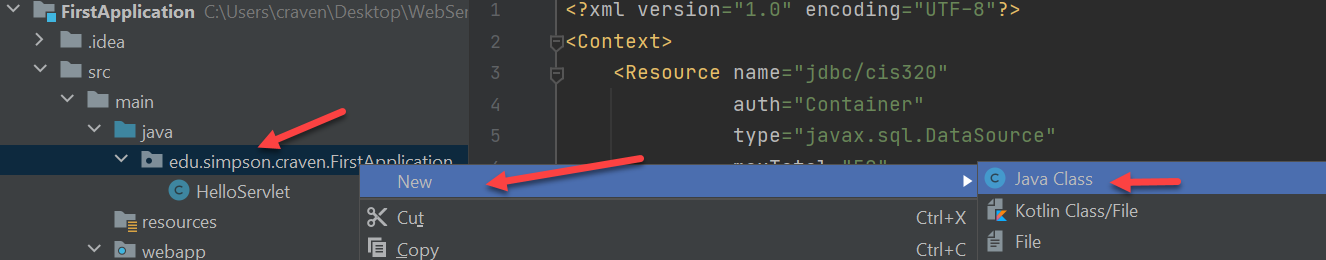 FirstApplication C:\Users\craven\Desktop\WebSer
.idea
src
main
java
edu.simpson.craven.FirstApplication
HelloServlet
resources
webapp
1 <?xml version="1.0" encoding="UTF-8"?>
2 <Context>
3 <Resource name="jdbc/cis320"
4 auth="Container"
5 type="javax.sql.DataSource"
New
Cut Ctrl+X
Copy Ctrl+C
Java Class
Kotlin Class/File
File